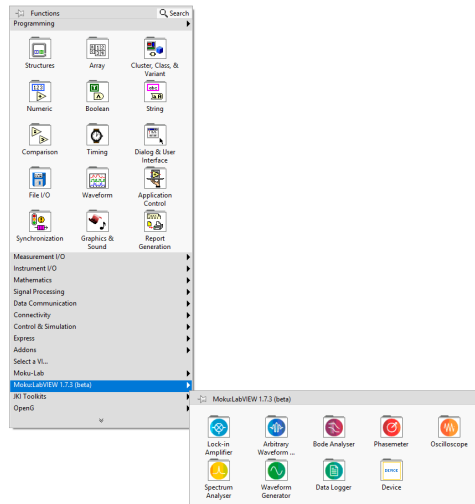 Functions
Search
Programming
Structures
Array
Cluster, Class, &
Variant
Numeric
Boolean
String
Comparison
Timing
Dialog & User
Interface
File I/O
Waveform
Application
Control
Synchronization
Graphics &
Sound
Report
Generation
Measurement I/O
Instrument I/O
Mathematics
Signal Processing
Data Communication
Connectivity
Control & Simulation
Express
Addons
Select a VI...
Moku-Lab
Moku:LabVIEW 1.7.3 (beta)
JKI Toolkits
OpenG
Moku:LabVIEW 1.7.3 (beta)
Lock-in
Amplifier
Arbitrary
Waveform ...
Bode Analyser
Phasemeter
Oscilloscope
Spectrum
Analyser
Waveform
Generator
Data Logger
DEVICE
Device